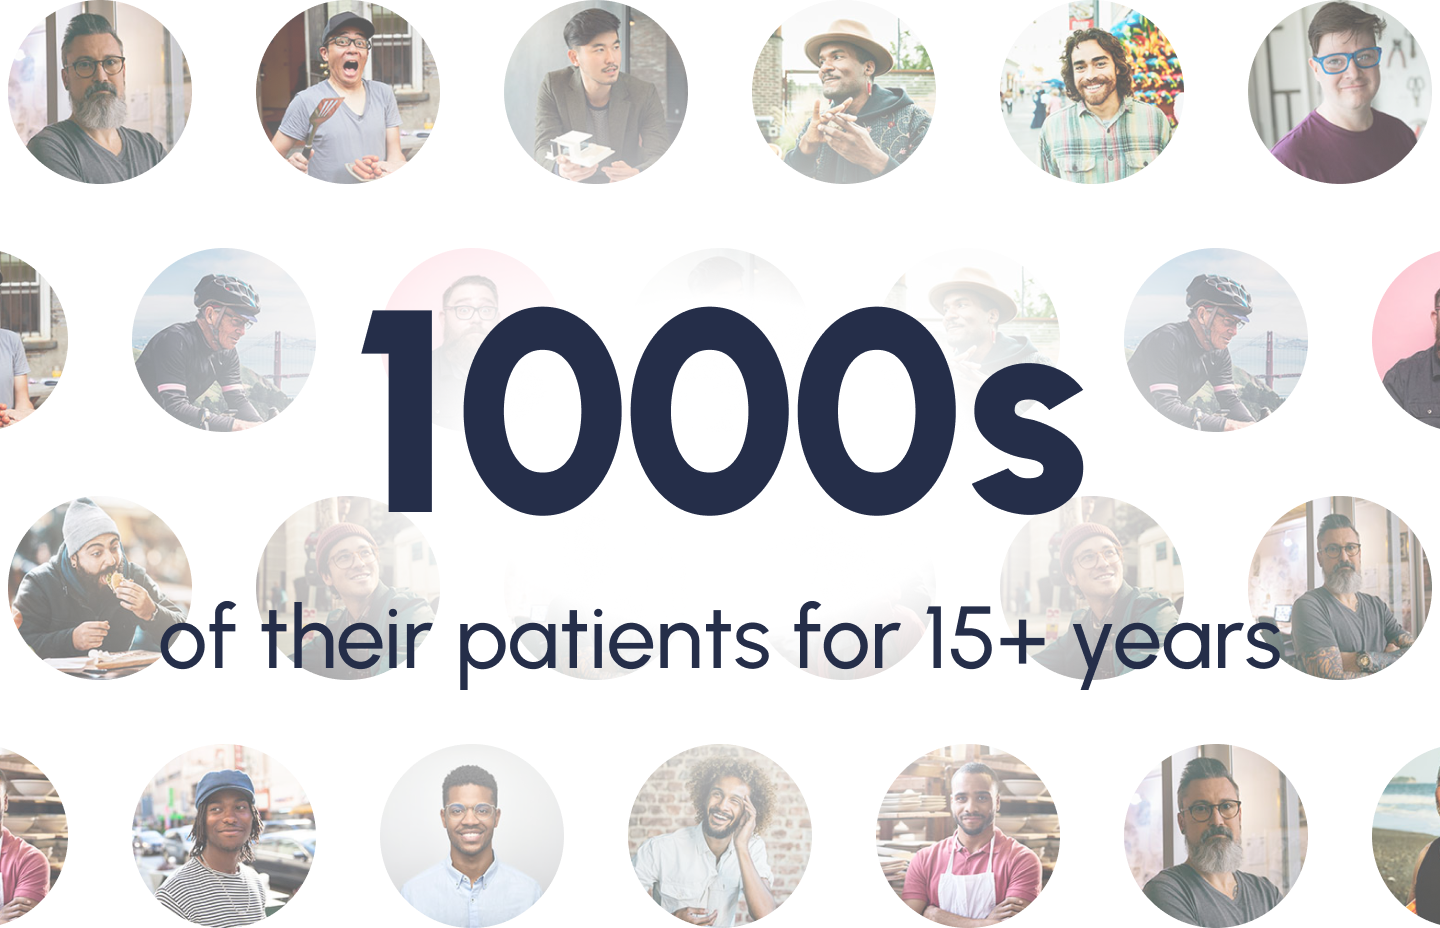 1000s
of their patients for 15+ years